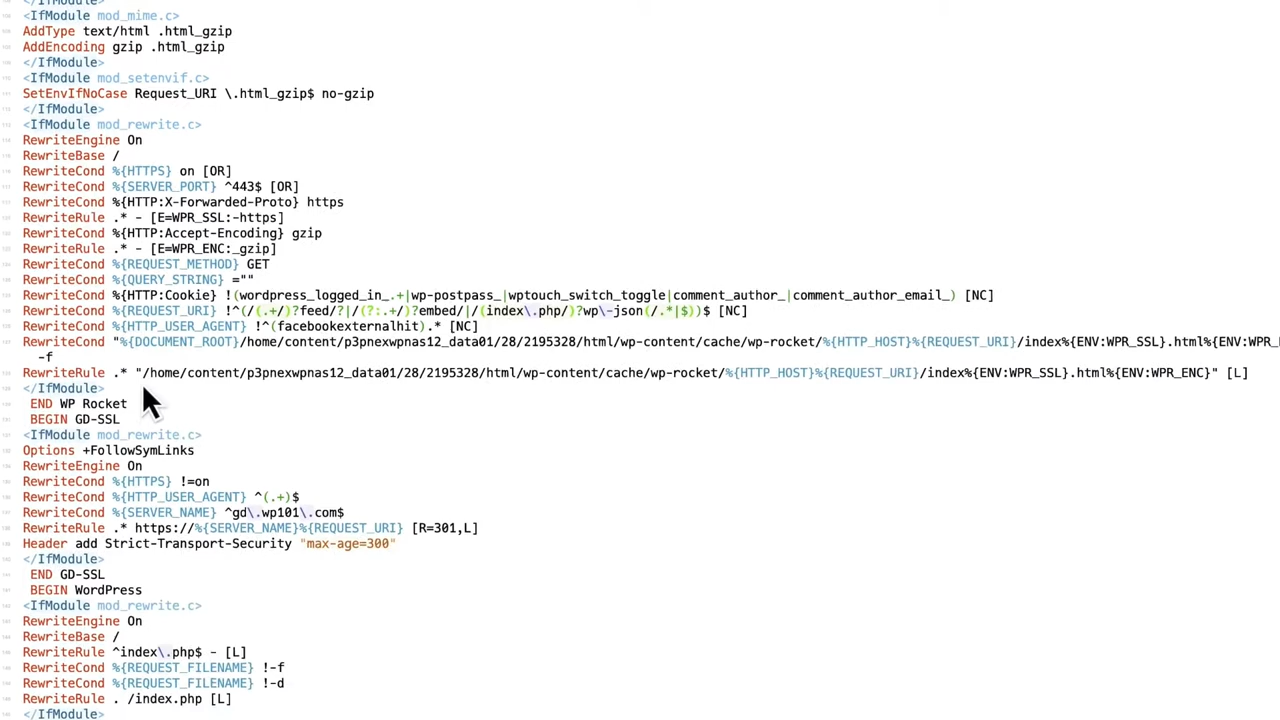 <IfModule mod_mime.c>
AddType text/html .html_gzip
AddEncoding gzip .html_gzip
</IfModule>
<IfModule mod_setenvif.c>
SetEnvIfNoCase Request_URI \.html_gzip$ no-gzip
</IfModule>
<IfModule mod_rewrite.c>
RewriteEngine On
RewriteBase /
RewriteCond %{HTTPS} on [OR]
RewriteCond %{SERVER_PORT} ^443$ [OR]
RewriteCond %{HTTP:X-Forwarded-Proto} https
RewriteRule .* - [E=WPR_SSL:-https]
RewriteCond %{HTTP:Accept-Encoding} gzip
RewriteRule .* - [E=WPR_ENC:_gzip]
RewriteCond %{REQUEST_METHOD} GET
RewriteCond %{QUERY_STRING} =""
RewriteCond %{HTTP:Cookie} !(wordpress_logged_in_.+|wp-postpass_|wptouch_switch_toggle|comment_author_|comment_author_email_) [NC]
RewriteCond %{REQUEST_URI} !^(/(.+/)?feed/?|/(?:.+/)?embed/|/(index\.php/)?wp\-json(/.*|$))$ [NC]
RewriteCond %{HTTP_USER_AGENT} !^(facebookexternalhit).* [NC]
RewriteCond "%{DOCUMENT_ROOT}/home/content/p3pnexwpnas12_data01/28/2195328/html/wp-content/cache/wp-rocket/%{HTTP_HOST}%{REQUEST_URI}/index%{ENV:WPR_SSL}.html%{ENV:WPR_E
-f
RewriteRule .* "/home/content/p3pnexwpnas12_data01/28/2195328/html/wp-content/cache/wp-rocket/%{HTTP_HOST}%{REQUEST_URI}/index%{ENV:WPR_SSL}.html%{ENV:WPR_ENC}" [L]
</IfModule>
END WP Rocket
BEGIN GD-SSL
<IfModule mod_rewrite.c>
Options +FollowSymLinks
RewriteEngine On
RewriteCond %{HTTPS} !=on
RewriteCond %{HTTP_USER_AGENT} ^(.+)$
RewriteCond %{SERVER_NAME} ^gd\.wp101\.com$
RewriteRule .* https://%{SERVER_NAME}%{REQUEST_URI} [R=301,L]
Header add Strict-Transport-Security "max-age=300"
</IfModule>
END GD-SSL
BEGIN WordPress
<IfModule mod_rewrite.c>
RewriteEngine On
RewriteBase /
RewriteRule ^index\.php$ - [L]
RewriteCond %{REQUEST_FILENAME} !-f
RewriteCond %{REQUEST_FILENAME} !-d
RewriteRule . /index.php [L]
</IfModule>